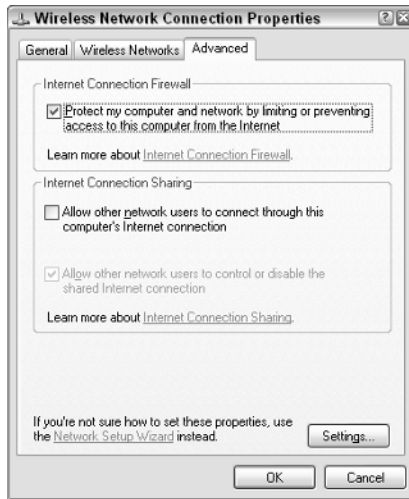 Wireless Network Connection Properties
General
Wireless Networks
Advanced
Internet Connection Firewall
Protect my computer and network by limiting or preventing
access to this computer from the Internet
Learn more about Internet Connection Firewall.
Internet Connection Sharing
Allow other network users to connect through this
computer's Internet connection
Allow other network users to control or disable the
shared Internet connection
Learn more about Internet Connection Sharing.
If you're not sure how to set these properties, use
the Network Setup Wizard instead.
Settings...
OK
Cancel